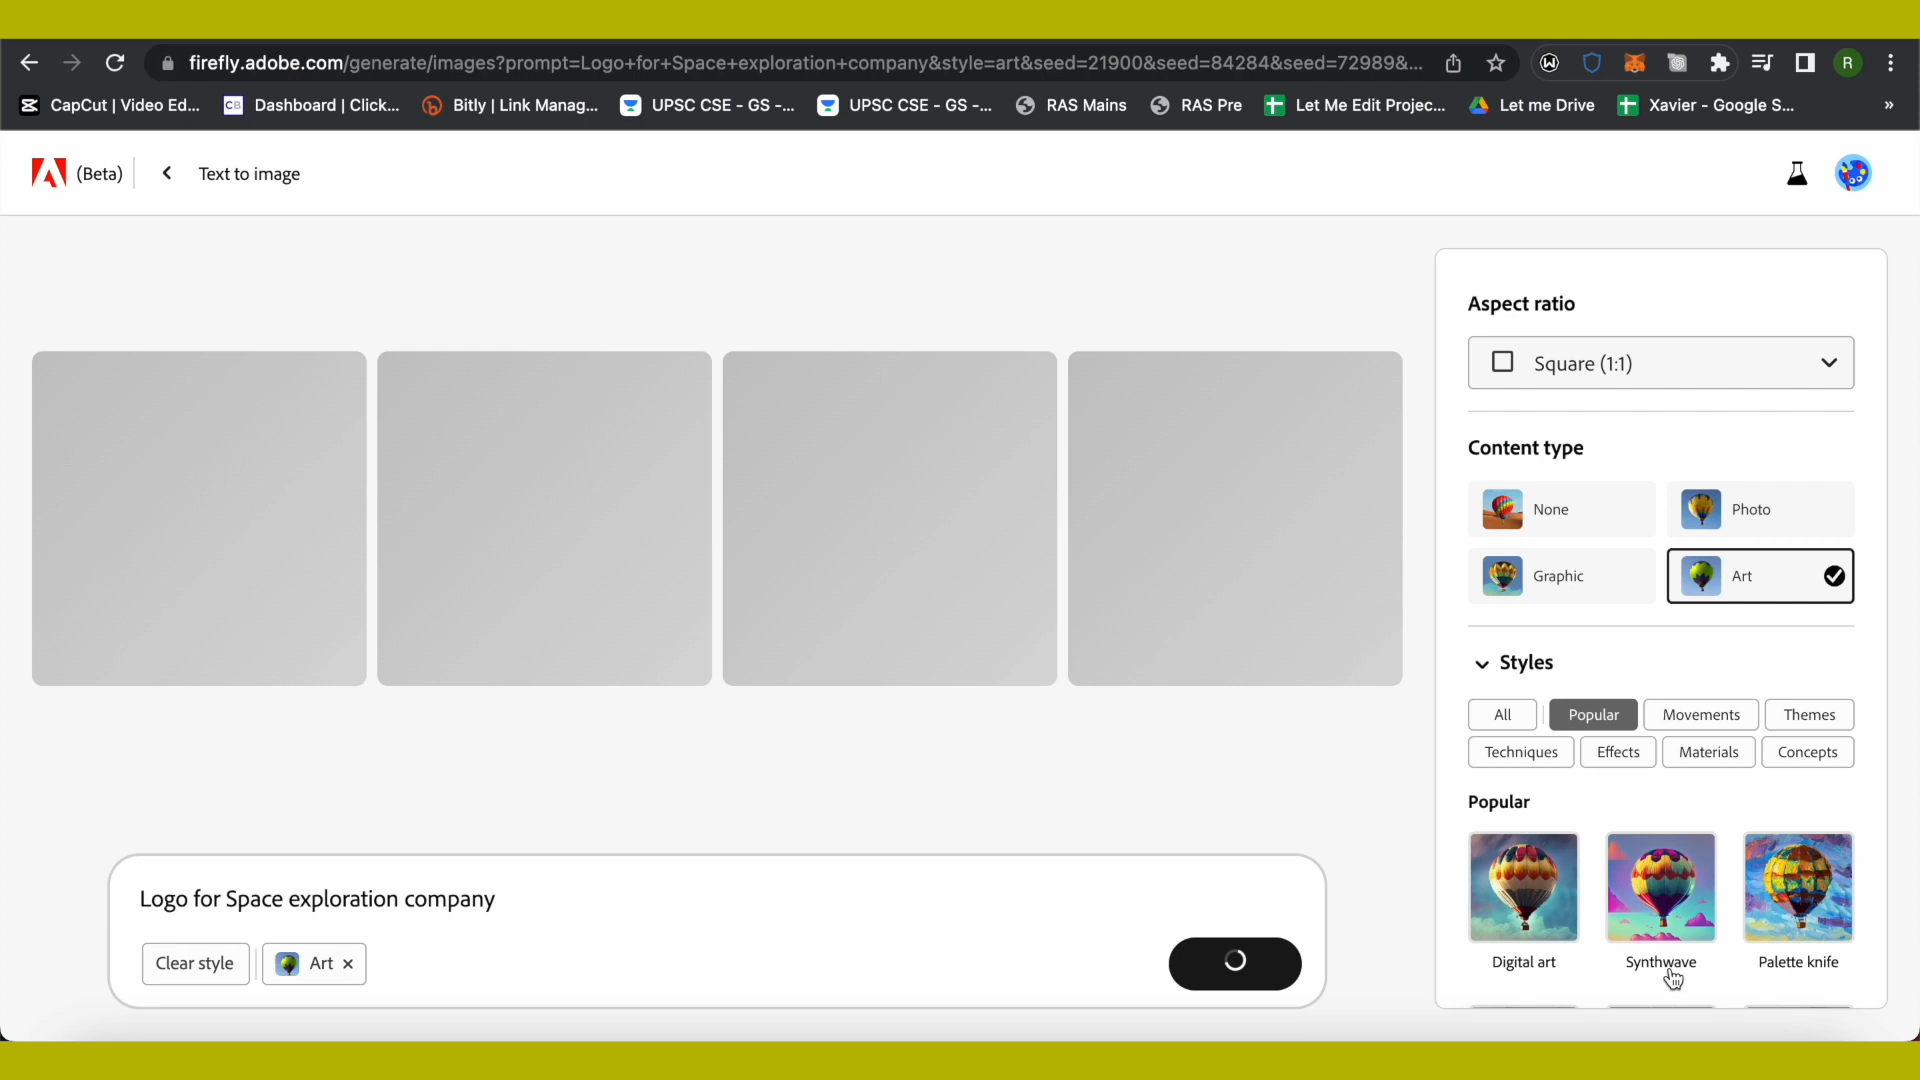 firefly.adobe.com/generate/images?prompt=Logo+for+Space+exploration+company&style=art&seed=21900&seed=84284&seed=72989&...
R
CapCut | Video Ed...
CB Dashboard | Click...
Bitly | Link Manag...
UPSC CSE - GS -...
UPSC CSE - GS -...
RAS Mains
RAS Pre
Let Me Edit Projec...
Let me Drive
Xavier - Google S...
»
(Beta)
Text to image
Aspect ratio
Square (1:1)
Content type
None
Photo
Graphic
Art
Styles
All
Popular
Movements
Themes
Techniques
Effects
Materials
Concepts
Popular
Digital art
Synthwave
Palette knife
Logo for Space exploration company
Clear style
Art